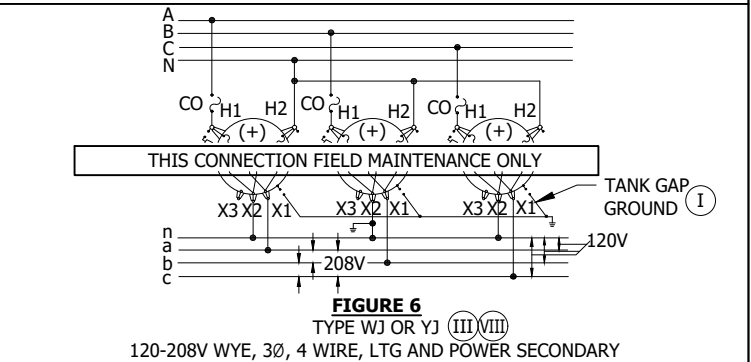 A
B
C
N
CO H1 H2 CO H1 H2 CO H1 H2
(+) (+) (+)
THIS CONNECTION FIELD MAINTENANCE ONLY
TANK GAP
GROUND I
X3 X2 X1 X3 X2 X1 X3 X2 X1
n
a
b
c
120V
208V
FIGURE 6
TYPE WJ OR YJ III VIII
120-208V WYE, 3Ø, 4 WIRE, LTG AND POWER SECONDARY